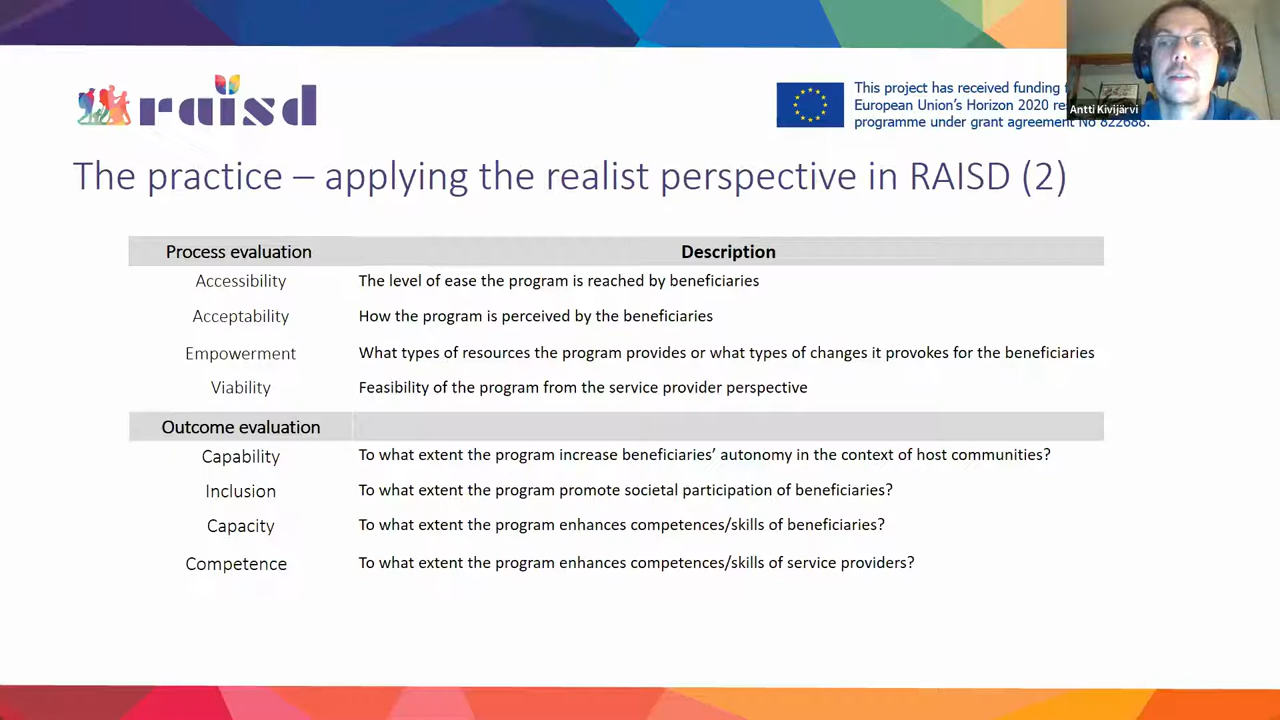 raisd
This project has received funding
European Union's Horizon 2020
programme under grant agreement No 822688.
Antti Kivijärvi
The practice – applying the realist perspective in RAISD (2)
Process evaluation Description
Accessibility The level of ease the program is reached by beneficiaries
Acceptability How the program is perceived by the beneficiaries
Empowerment What types of resources the program provides or what types of changes it provokes for the beneficiaries
Viability Feasibility of the program from the service provider perspective
Outcome evaluation
Capability To what extent the program increase beneficiaries' autonomy in the context of host communities?
Inclusion To what extent the program promote societal participation of beneficiaries?
Capacity To what extent the program enhances competences/skills of beneficiaries?
Competence To what extent the program enhances competences/skills of service providers?